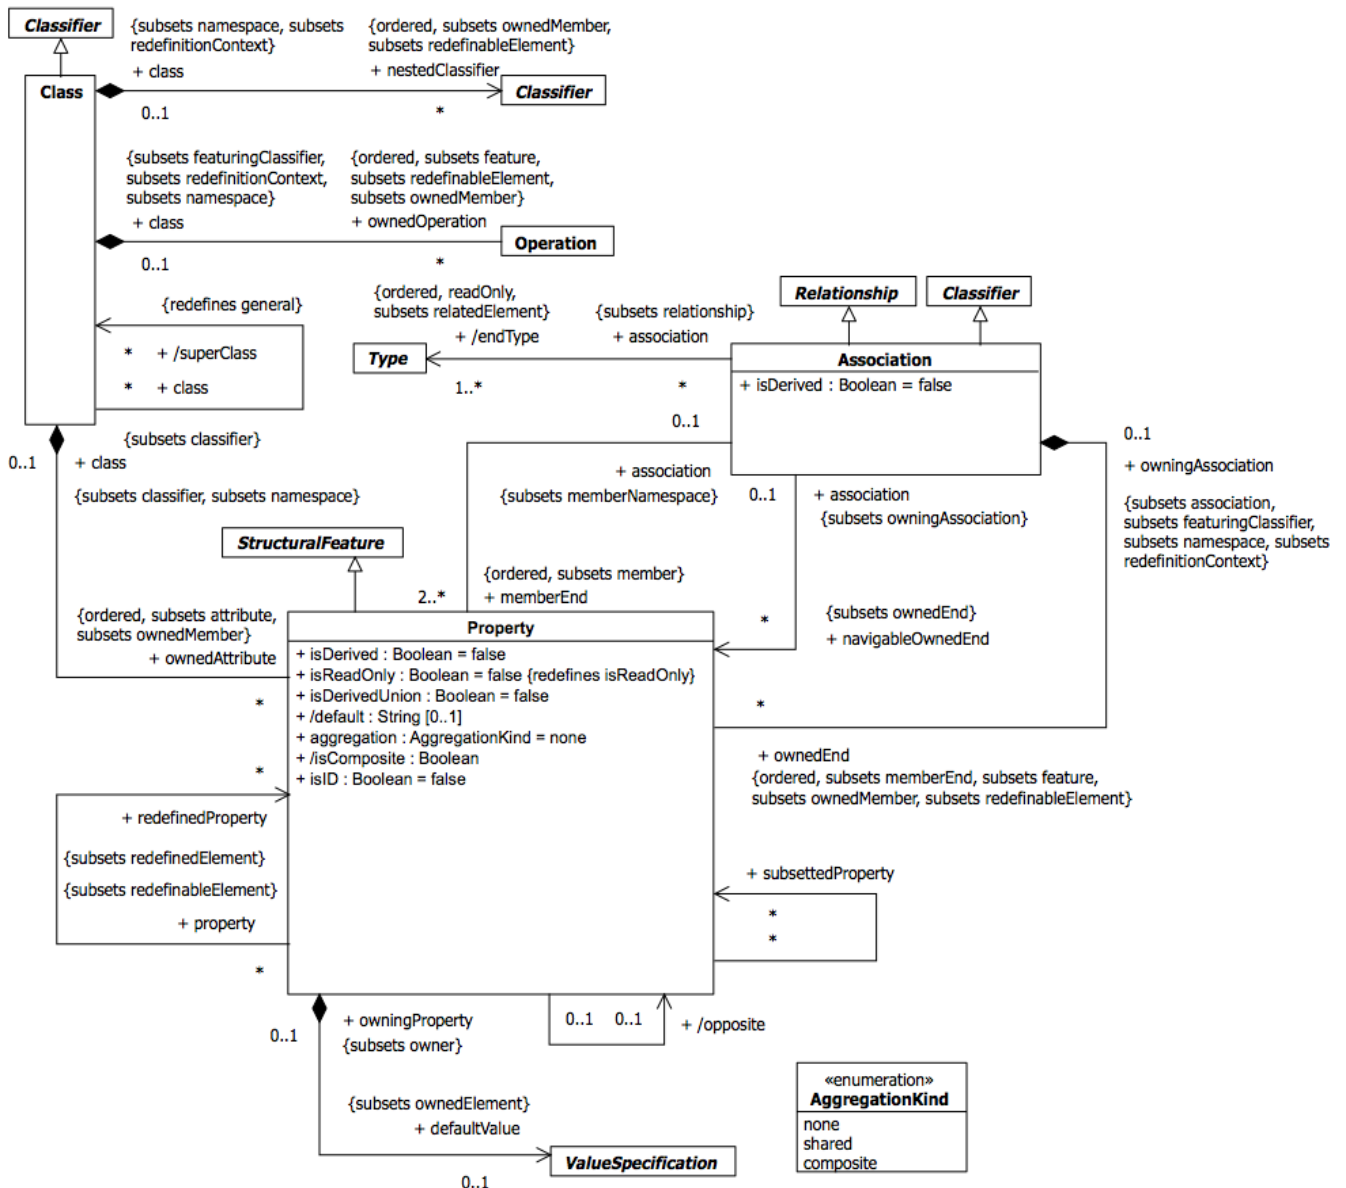 Classifier
{subsets namespace, subsets
redefinitionContext}
+ class
{ordered, subsets ownedMember,
subsets redefinableElement}
+ nestedClassifier
Class
Classifier
0..1
*
{subsets featuringClassifier,
subsets redefinitionContext,
subsets namespace}
+ class
{ordered, subsets feature,
subsets redefinableElement,
subsets ownedMember}
+ ownedOperation
Operation
0..1
*
{redefines general}
* + /superClass
* + class
{subsets classifier}
{ordered, readOnly,
subsets relatedElement}
+ /endType
{subsets relationship}
+ association
Relationship
Classifier
Type
1..*
*
Association
+ isDerived : Boolean = false
0..1
+ association
{subsets memberNamespace}
0..1
+ association
{subsets owningAssociation}
0..1
+ owningAssociation
{subsets association,
subsets featuringClassifier,
subsets namespace, subsets
redefinitionContext}
0..1
+ class
{subsets classifier, subsets namespace}
StructuralFeature
{ordered, subsets member}
2..*
+ memberEnd
*
{subsets ownedEnd}
+ navigableOwnedEnd
{ordered, subsets attribute,
subsets ownedMember}
+ ownedAttribute
*
Property
+ isDerived : Boolean = false
+ isReadOnly : Boolean = false {redefines isReadOnly}
+ isDerivedUnion : Boolean = false
+ /default : String [0..1]
+ aggregation : AggregationKind = none
+ /isComposite : Boolean
+ isID : Boolean = false
*
+ ownedEnd
{ordered, subsets memberEnd, subsets feature,
subsets ownedMember, subsets redefinableElement}
*
+ redefinedProperty
{subsets redefinedElement}
{subsets redefinableElement}
+ property
*
+ subsettedProperty
*
*
0..1
+ owningProperty
{subsets owner}
0..1
0..1
+ /opposite
{subsets ownedElement}
+ defaultValue
0..1
ValueSpecification
«enumeration»
AggregationKind
none
shared
composite